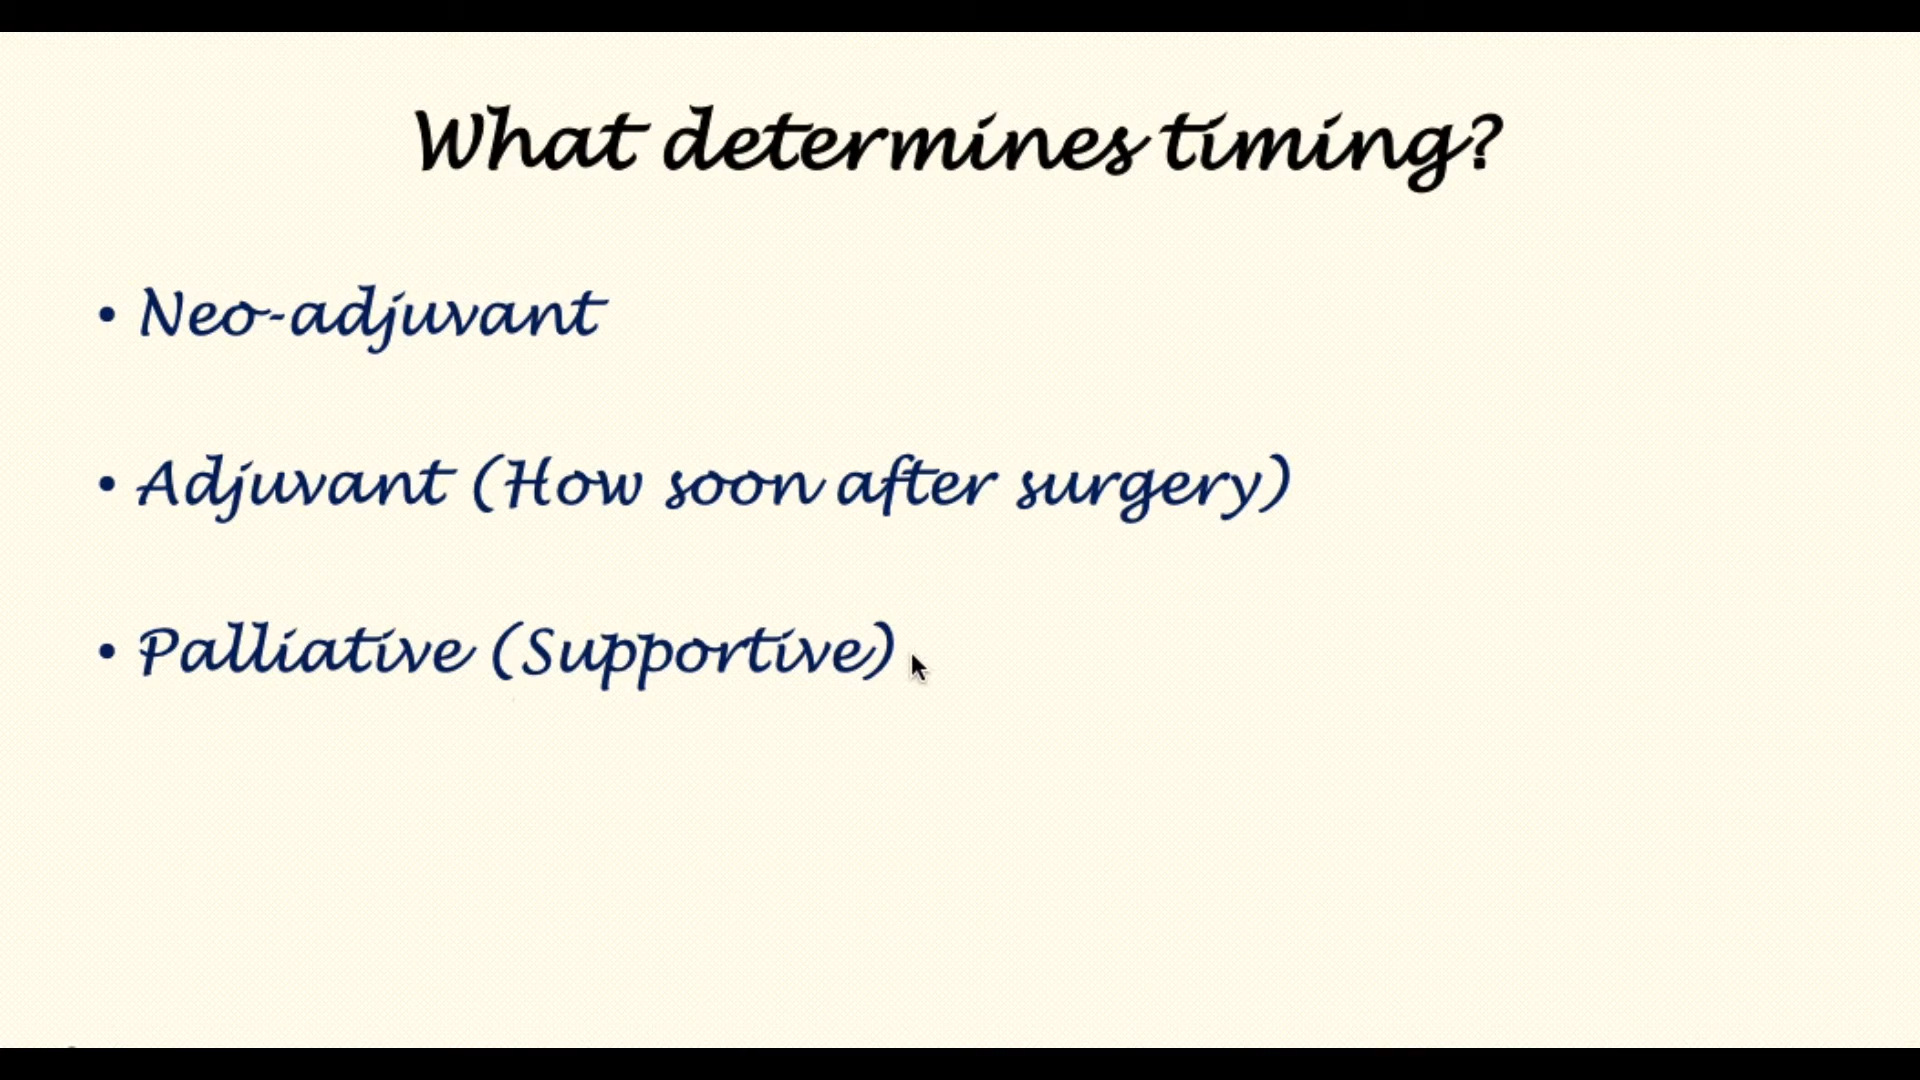 What determines timing?
• Neo-adjuvant
• Adjuvant (How soon after surgery)
• Palliative (Supportive)